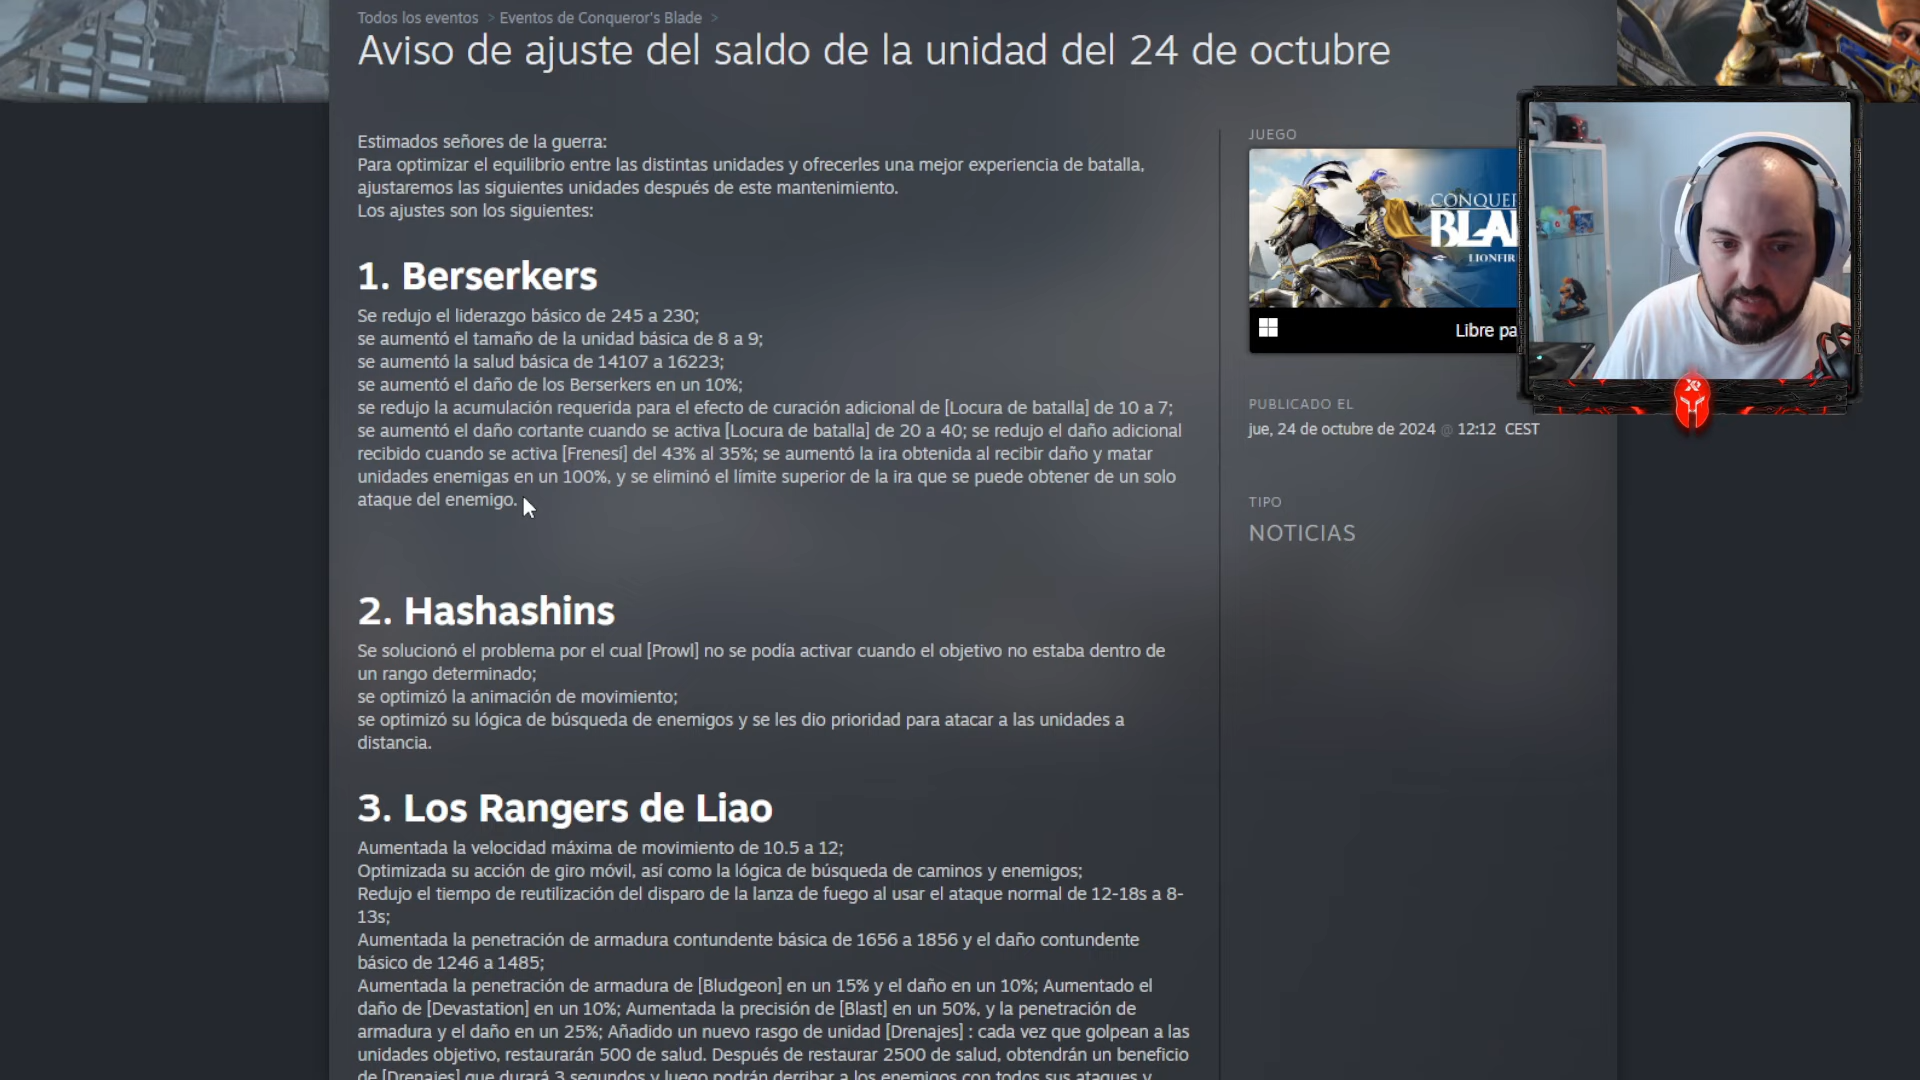 Todos los eventos > Eventos de Conqueror's Blade >
Aviso de ajuste del saldo de la unidad del 24 de octubre
Estimados señores de la guerra:
Para optimizar el equilibrio entre las distintas unidades y ofrecerles una mejor experiencia de batalla,
ajustaremos las siguientes unidades después de este mantenimiento.
Los ajustes son los siguientes:
1. Berserkers
Se redujo el liderazgo básico de 245 a 230;
se aumentó el tamaño de la unidad básica de 8 a 9;
se aumentó la salud básica de 14107 a 16223;
se aumentó el daño de los Berserkers en un 10%;
se redujo la acumulación requerida para el efecto de curación adicional de [Locura de batalla] de 10 a 7;
se aumentó el daño cortante cuando se activa [Locura de batalla] de 20 a 40; se redujo el daño adicional
recibido cuando se activa [Frenesí] del 43% al 35%; se aumentó la ira obtenida al recibir daño y matar
unidades enemigas en un 100%, y se eliminó el límite superior de la ira que se puede obtener de un solo
ataque del enemigo.
2. Hashashins
Se solucionó el problema por el cual [Prowl] no se podía activar cuando el objetivo no estaba dentro de
un rango determinado;
se optimizó la animación de movimiento;
se optimizó su lógica de búsqueda de enemigos y se les dio prioridad para atacar a las unidades a
distancia.
3. Los Rangers de Liao
Aumentada la velocidad máxima de movimiento de 10.5 a 12;
Optimizada su acción de giro móvil, así como la lógica de búsqueda de caminos y enemigos;
Redujo el tiempo de reutilización del disparo de la lanza de fuego al usar el ataque normal de 12-18s a 8-
13s;
Aumentada la penetración de armadura contundente básica de 1656 a 1856 y el daño contundente
básico de 1246 a 1485;
Aumentada la penetración de armadura de [Bludgeon] en un 15% y el daño en un 10%; Aumentado el
daño de [Devastation] en un 10%; Aumentada la precisión de [Blast] en un 50%, y la penetración de
armadura y el daño en un 25%; Añadido un nuevo rasgo de unidad [Drenajes] : cada vez que golpean a las
unidades objetivo, restaurarán 500 de salud. Después de restaurar 2500 de salud, obtendrán un beneficio
de [Drenajes] que durará 3 segundos y luego podrán derribar a los enemigos con todos sus ataques y
JUEGO
CONQUER
BLA
LIONFIR
Libre pa
PUBLICADO EL
jue, 24 de octubre de 2024 @ 12:12 CEST
TIPO
NOTICIAS